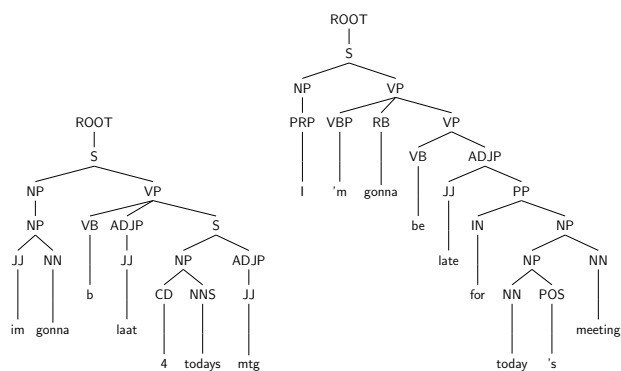 ROOT
S
NP VP
NP VB ADJP S
JJ NN JJ NP ADJP
b CD NNS JJ
im gonna laat
4 todays mtg
ROOT
S
NP VP
PRP VBP RB VP
VB ADJP
I 'm gonna JJ PP
be IN NP
late NP NN
for NN POS
meeting
today 's